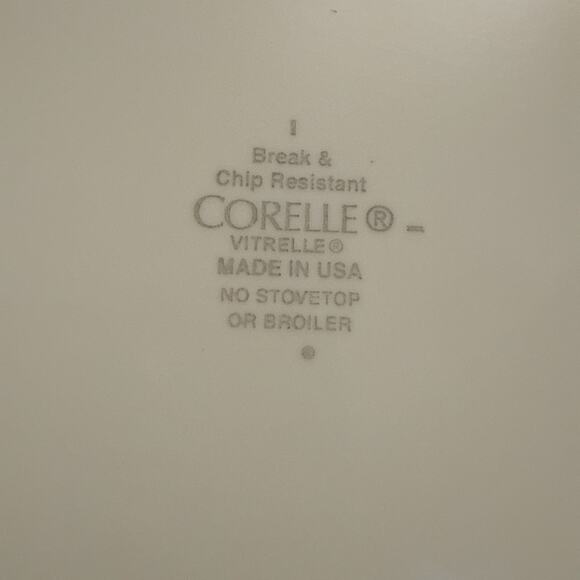 Break &
Chip Resistant
CORELLE®
VITRELLE®
MADE IN USA
NO STOVETOP
OR BROILER